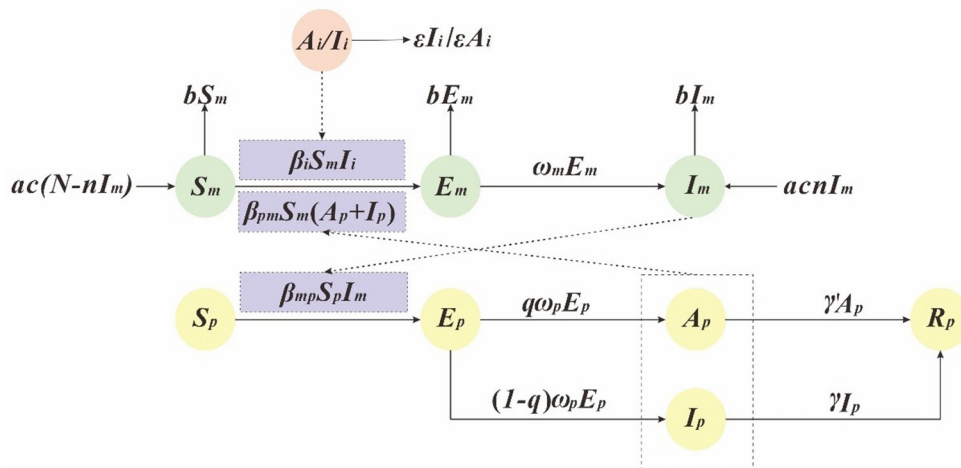 Ai/Ii
εIi/εAi
bSm
bEm
bIm
βiSmIi
ac(N-nIm)
Sm
Em
ωmEm
Im
acnIm
βpmSm(Ap+Ip)
βmpSpIm
Sp
Ep
qωpEp
Ap
γ'Ap
Rp
(1-q)ωpEp
Ip
γIp